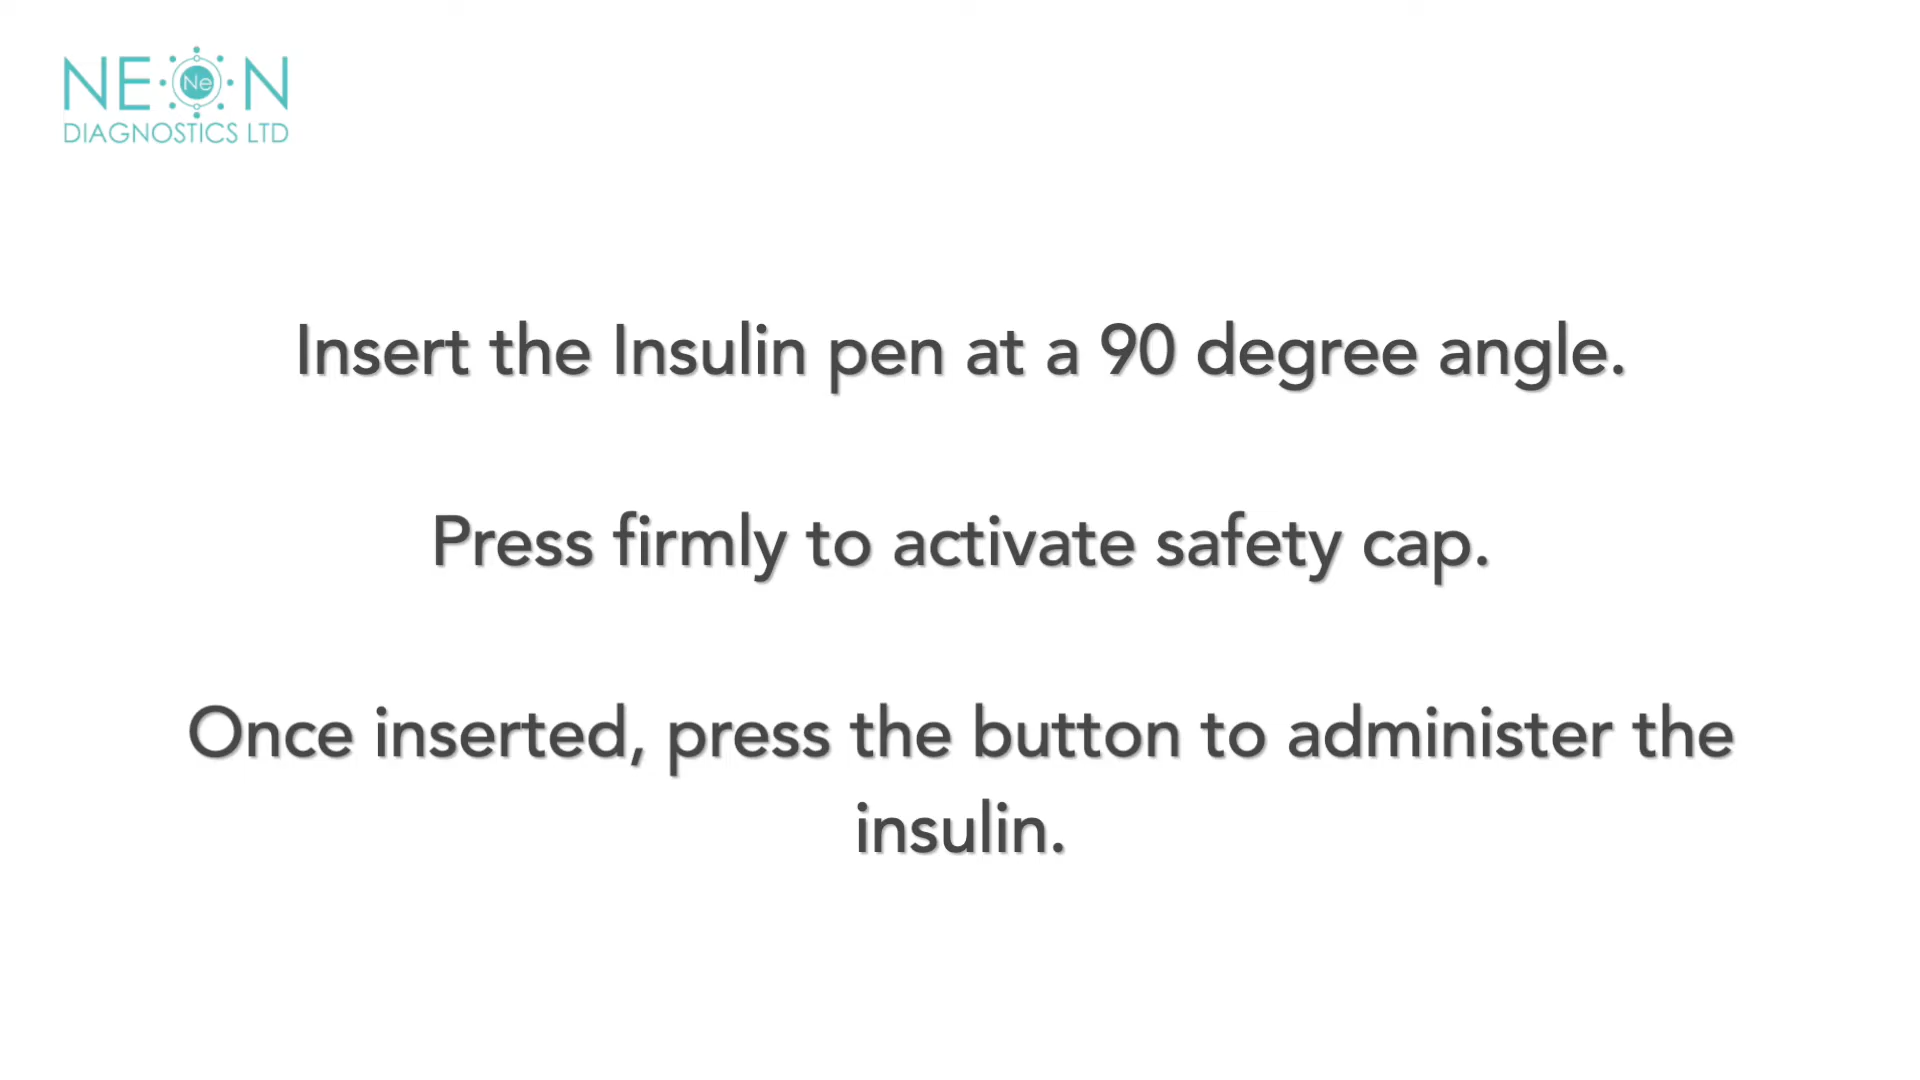 NEON
Ne
DIAGNOSTICS LTD
Insert the Insulin pen at a 90 degree angle.
Press firmly to activate safety cap.
Once inserted, press the button to administer the
insulin.